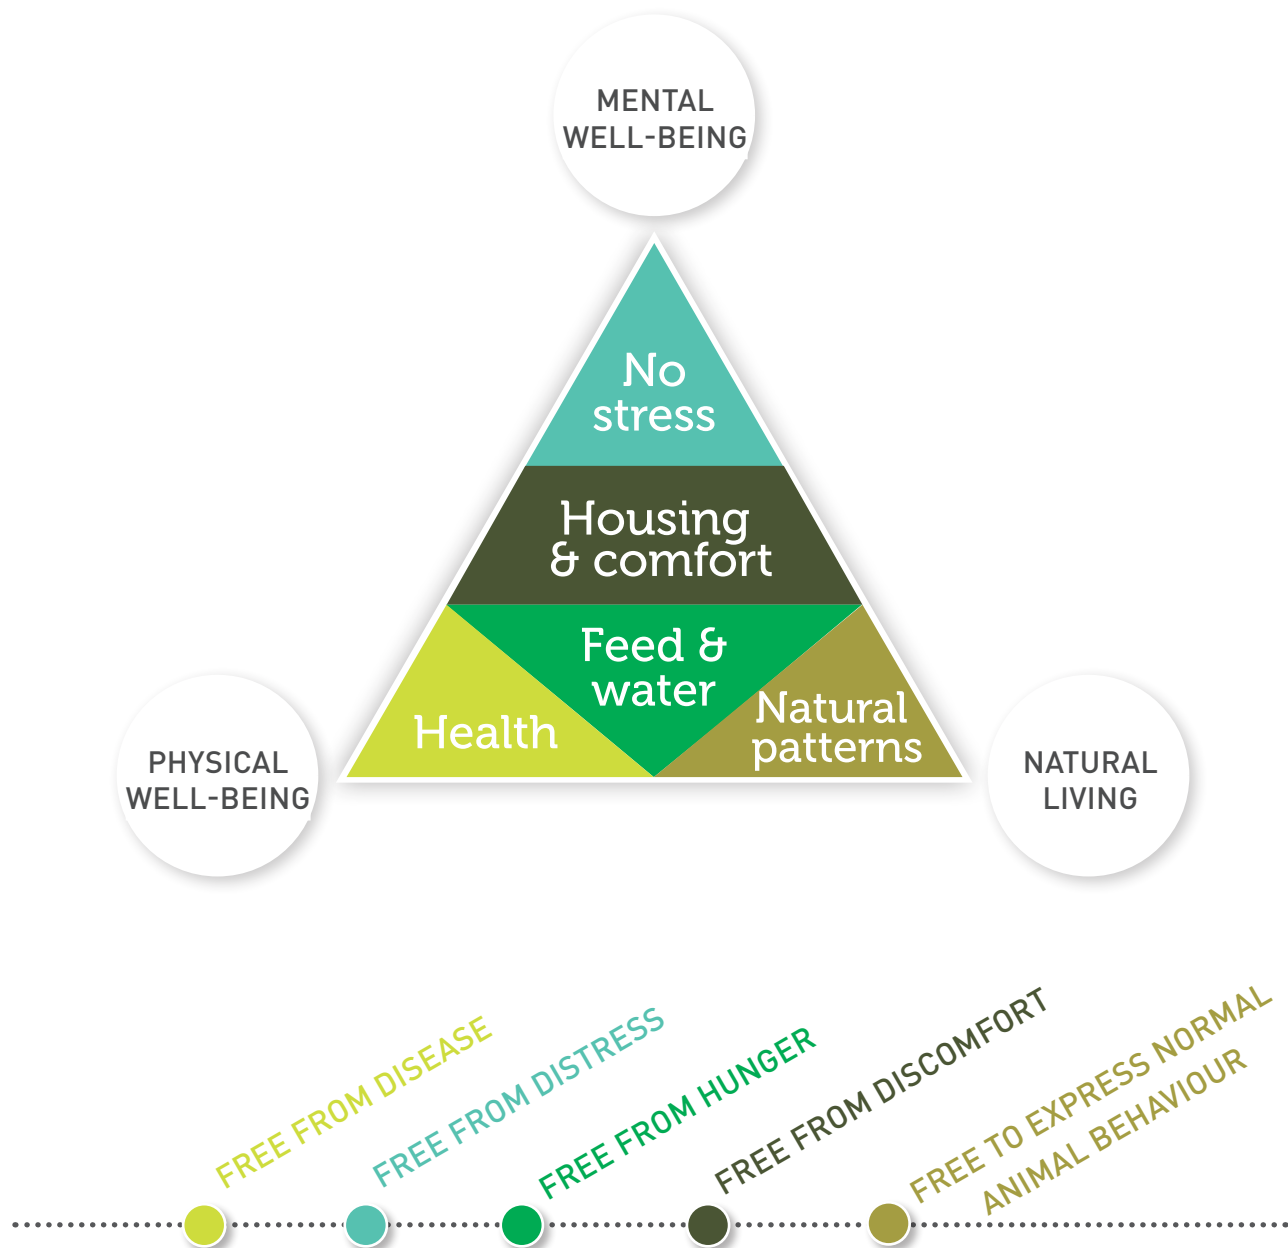 MENTAL
WELL-BEING
No
stress
Housing
& comfort
Feed &
water
Health
Natural
patterns
PHYSICAL
WELL-BEING
NATURAL
LIVING
FREE FROM DISEASE
FREE FROM DISTRESS
FREE FROM HUNGER
FREE FROM DISCOMFORT
FREE TO EXPRESS NORMAL
ANIMAL BEHAVIOUR